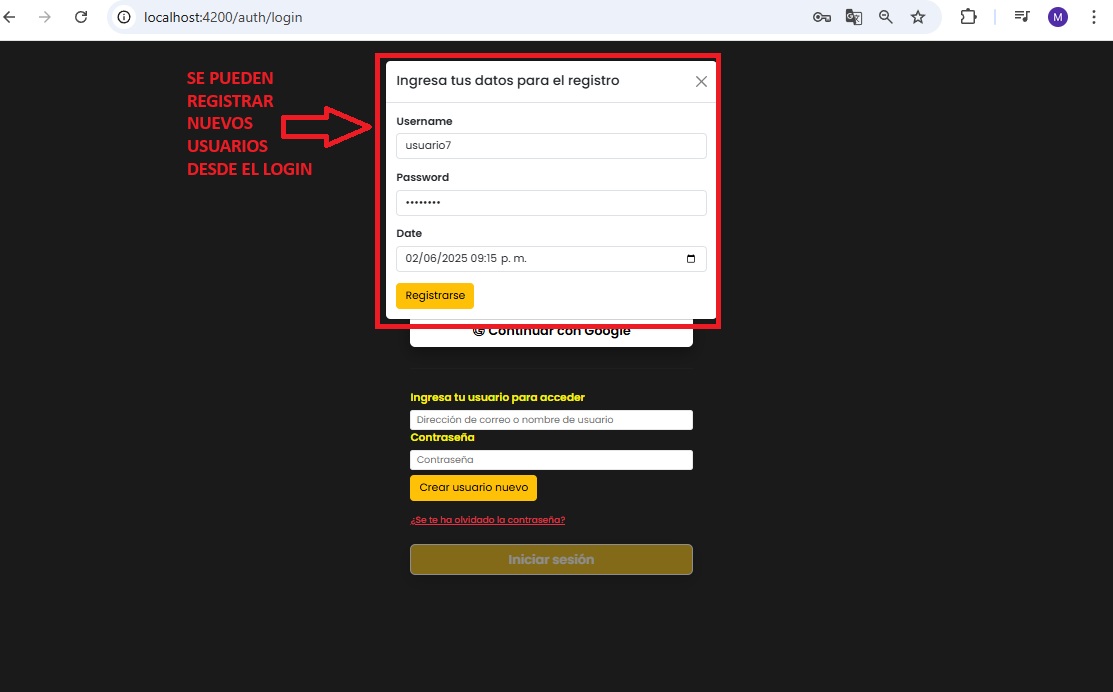 localhost:4200/auth/login
M
SE PUEDEN
REGISTRAR
NUEVOS
USUARIOS
DESDE EL LOGIN
Ingresa tus datos para el registro
Username
usuario7
Password
••••••••
Date
02/06/2025 09:15 p. m.
Registrarse
Continuar con Google
Ingresa tu usuario para acceder
Dirección de correo o nombre de usuario
Contraseña
Contraseña
Crear usuario nuevo
¿Se te ha olvidado la contraseña?
Iniciar sesión